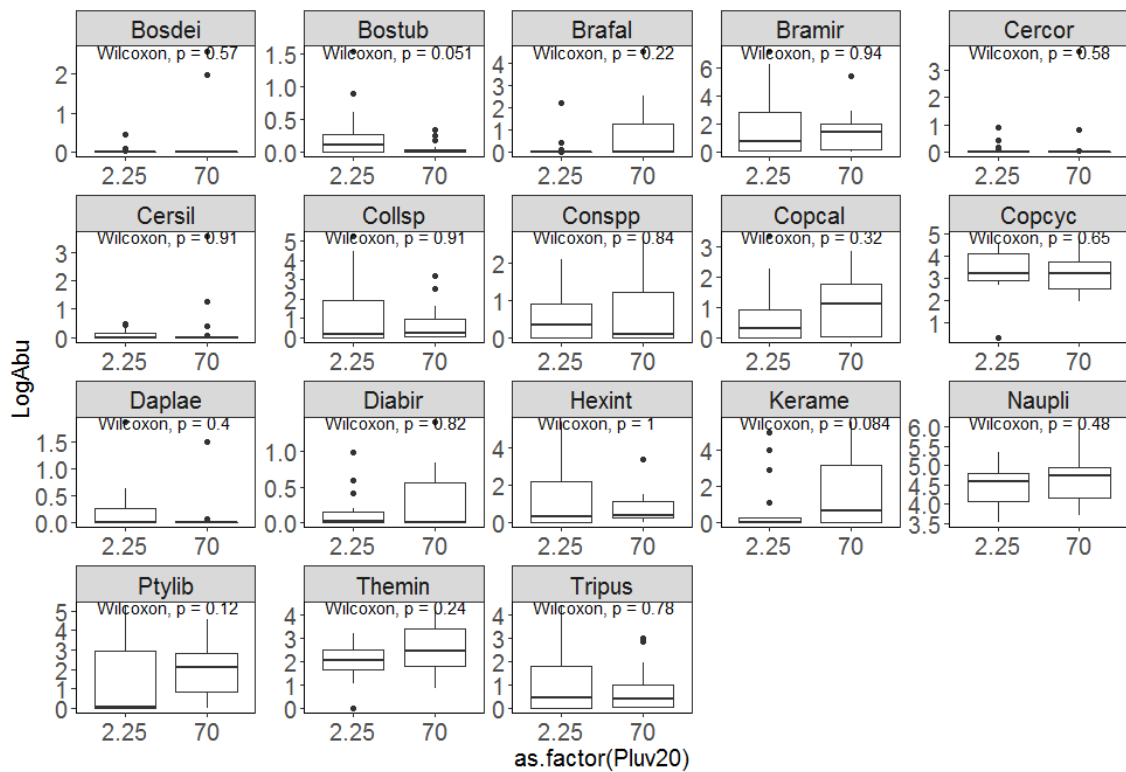 Bosdei Bostub Brafal Bramir Cercor
Wilcoxon, p = 0.57 Wilcoxon, p = 0.051 Wilcoxon, p = 0.22 Wilcoxon, p = 0.94 Wilcoxon, p = 0.58
2 1 0
1.5 1.0 0.5 0.0
4 3 2 1 0
6 4 2 0
3 2 1 0
2.25 70 2.25 70 2.25 70 2.25 70 2.25 70
Cersil Collsp Conspp Copcal Copcyc
Wilcoxon, p = 0.91 Wilcoxon, p = 0.91 Wilcoxon, p = 0.84 Wilcoxon, p = 0.32 Wilcoxon, p = 0.65
3 2 1 0
5 4 3 2 1 0
2 1 0
3 2 1 0
5 4 3 2 1
2.25 70 2.25 70 2.25 70 2.25 70 2.25 70
LogAbu
Daplae Diabir Hexint Kerame Naupli
Wilcoxon, p = 0.4 Wilcoxon, p = 0.82 Wilcoxon, p = 1 Wilcoxon, p = 0.084 Wilcoxon, p = 0.48
1.5 1.0 0.5 0.0
1.0 0.5 0.0
4 2 0
4 2 0
6.0 5.5 5.0 4.5 4.0 3.5
2.25 70 2.25 70 2.25 70 2.25 70 2.25 70
Ptylib Themin Tripus
Wilcoxon, p = 0.12 Wilcoxon, p = 0.24 Wilcoxon, p = 0.78
5 4 3 2 1 0
4 3 2 1 0
4 3 2 1 0
2.25 70 2.25 70 2.25 70
as.factor(Pluv20)